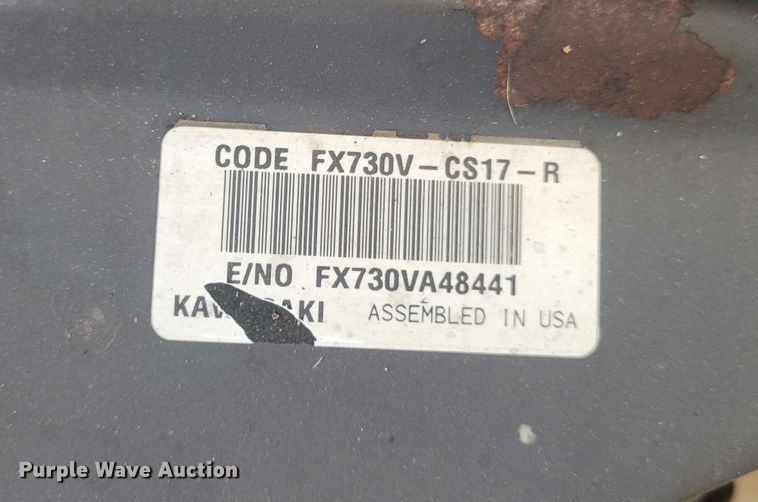 CODE FX730V-CS17-R
E/NO FX730VA48441
ASSEMBLED IN USA
Purple Wave Auction